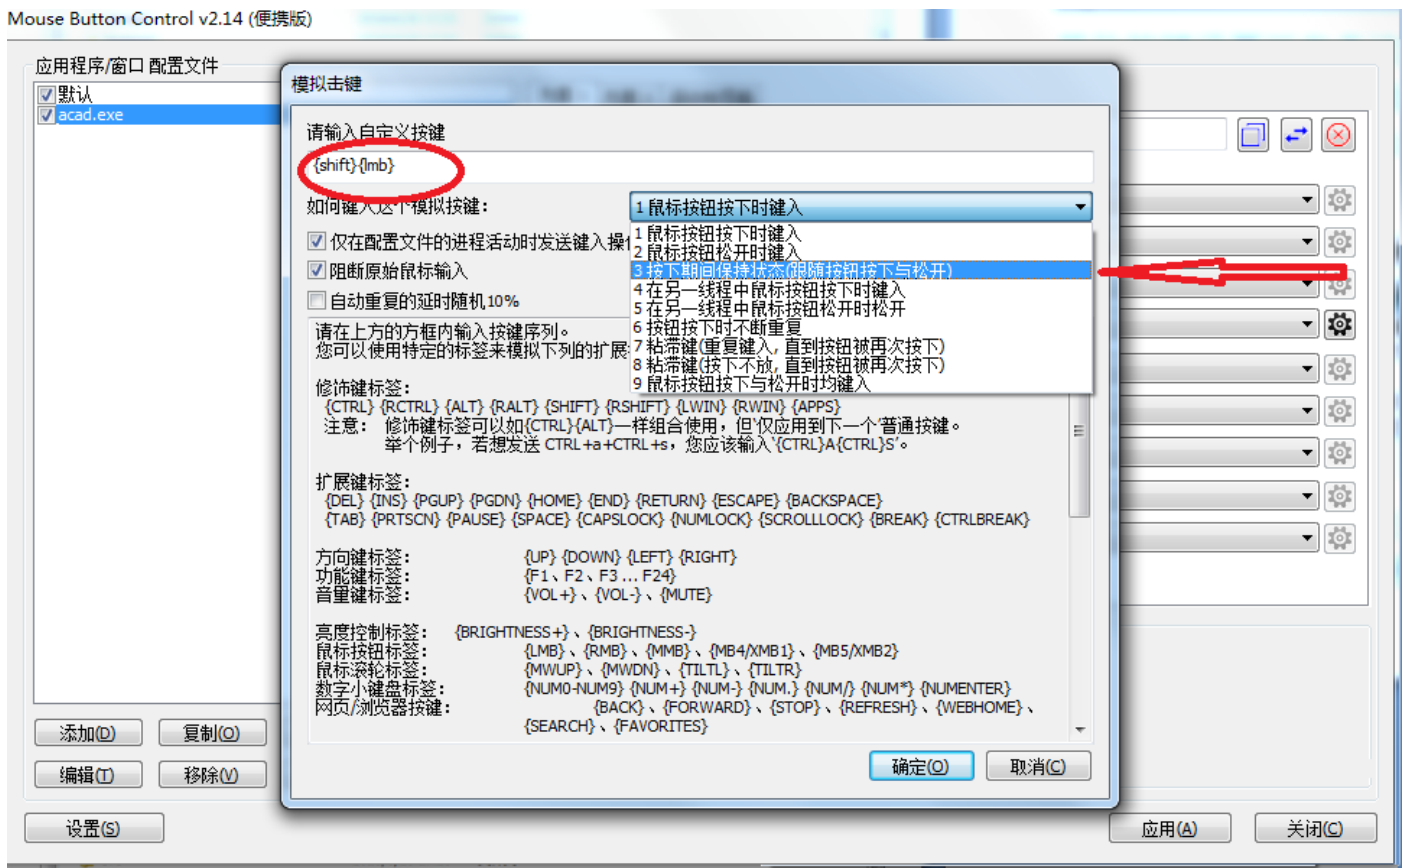 Mouse Button Control v2.14 (便携版)
应用程序/窗口 配置文件
默认
acad.exe
模拟击键
请输入自定义按键
{shift}{lmb}
如何键入这个模拟按键：
1 鼠标按钮按下时键入
1 鼠标按钮按下时键入
2 鼠标按钮松开时键入
3 按下期间保持状态(跟随按钮按下与松开)
4 在另一线程中鼠标按钮按下时键入
5 在另一线程中鼠标按钮松开时松开
6 按钮按下时不断重复
7 粘滞键(重复键入, 直到按钮被再次按下)
8 粘滞键(按下不放, 直到按钮被再次按下)
9 鼠标按钮按下与松开时均键入
仅在配置文件的进程活动时发送键入操
阻断原始鼠标输入
自动重复的延时随机10%
请在上方的方框内输入按键序列。
您可以使用特定的标签来模拟下列的扩展
修饰键标签：
{CTRL} {RCTRL} {ALT} {RALT} {SHIFT} {RSHIFT} {LWIN} {RWIN} {APPS}
注意： 修饰键标签可以如{CTRL}{ALT}一样组合使用，但'仅应用到下一个'普通按键。
举个例子，若想发送 CTRL+a+CTRL+s，您应该输入'{CTRL}A{CTRL}S'。
扩展键标签：
{DEL} {INS} {PGUP} {PGDN} {HOME} {END} {RETURN} {ESCAPE} {BACKSPACE}
{TAB} {PRTSCN} {PAUSE} {SPACE} {CAPSLOCK} {NUMLOCK} {SCROLLLOCK} {BREAK} {CTRLBREAK}
方向键标签： {UP} {DOWN} {LEFT} {RIGHT}
功能键标签： {F1、F2、F3 ... F24}
音量键标签： {VOL+}、{VOL-}、{MUTE}
亮度控制标签： {BRIGHTNESS+}、{BRIGHTNESS-}
鼠标按钮标签： {LMB}、{RMB}、{MMB}、{MB4/XMB1}、{MB5/XMB2}
鼠标滚轮标签： {MWUP}、{MWDN}、{TILTL}、{TILTR}
数字小键盘标签： {NUM0-NUM9} {NUM+} {NUM-} {NUM.} {NUM/} {NUM*} {NUMENTER}
网页/浏览器按键： {BACK}、{FORWARD}、{STOP}、{REFRESH}、{WEBHOME}、
{SEARCH}、{FAVORITES}
添加(D) 复制(O)
编辑(T) 移除(V)
确定(O) 取消(C)
设置(S) 应用(A) 关闭(C)